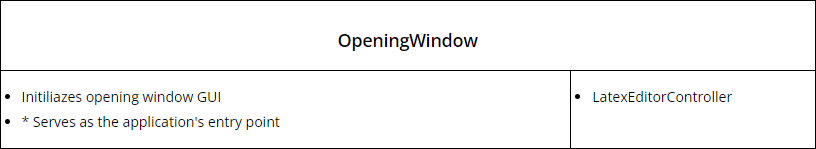 OpeningWindow
Initiliazes opening window GUI
* Serves as the application's entry point
LatexEditorController